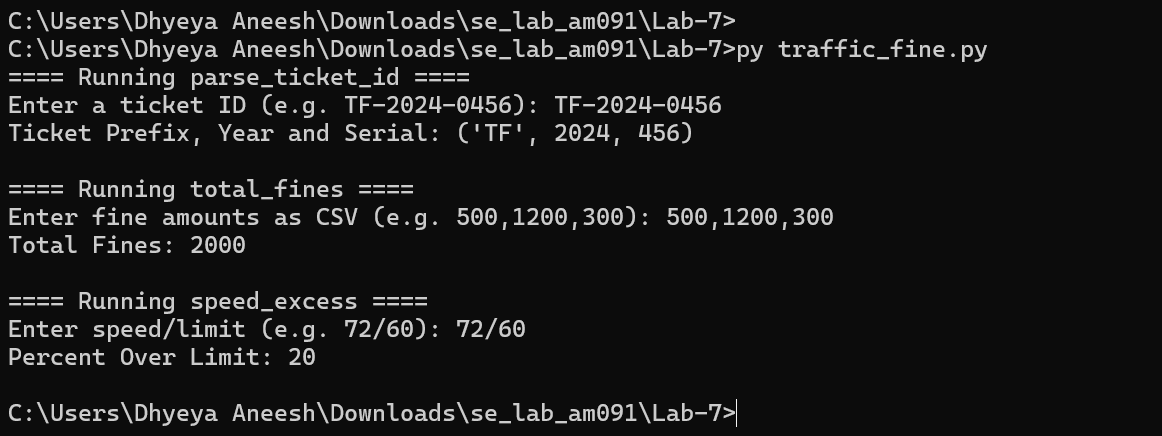 C:\Users\Dhyeya Aneesh\Downloads\se_lab_am091\Lab-7>
C:\Users\Dhyeya Aneesh\Downloads\se_lab_am091\Lab-7>py traffic_fine.py
==== Running parse_ticket_id ====
Enter a ticket ID (e.g. TF-2024-0456): TF-2024-0456
Ticket Prefix, Year and Serial: ('TF', 2024, 456)
==== Running total_fines ====
Enter fine amounts as CSV (e.g. 500,1200,300): 500,1200,300
Total Fines: 2000
==== Running speed_excess ====
Enter speed/limit (e.g. 72/60): 72/60
Percent Over Limit: 20
C:\Users\Dhyeya Aneesh\Downloads\se_lab_am091\Lab-7>